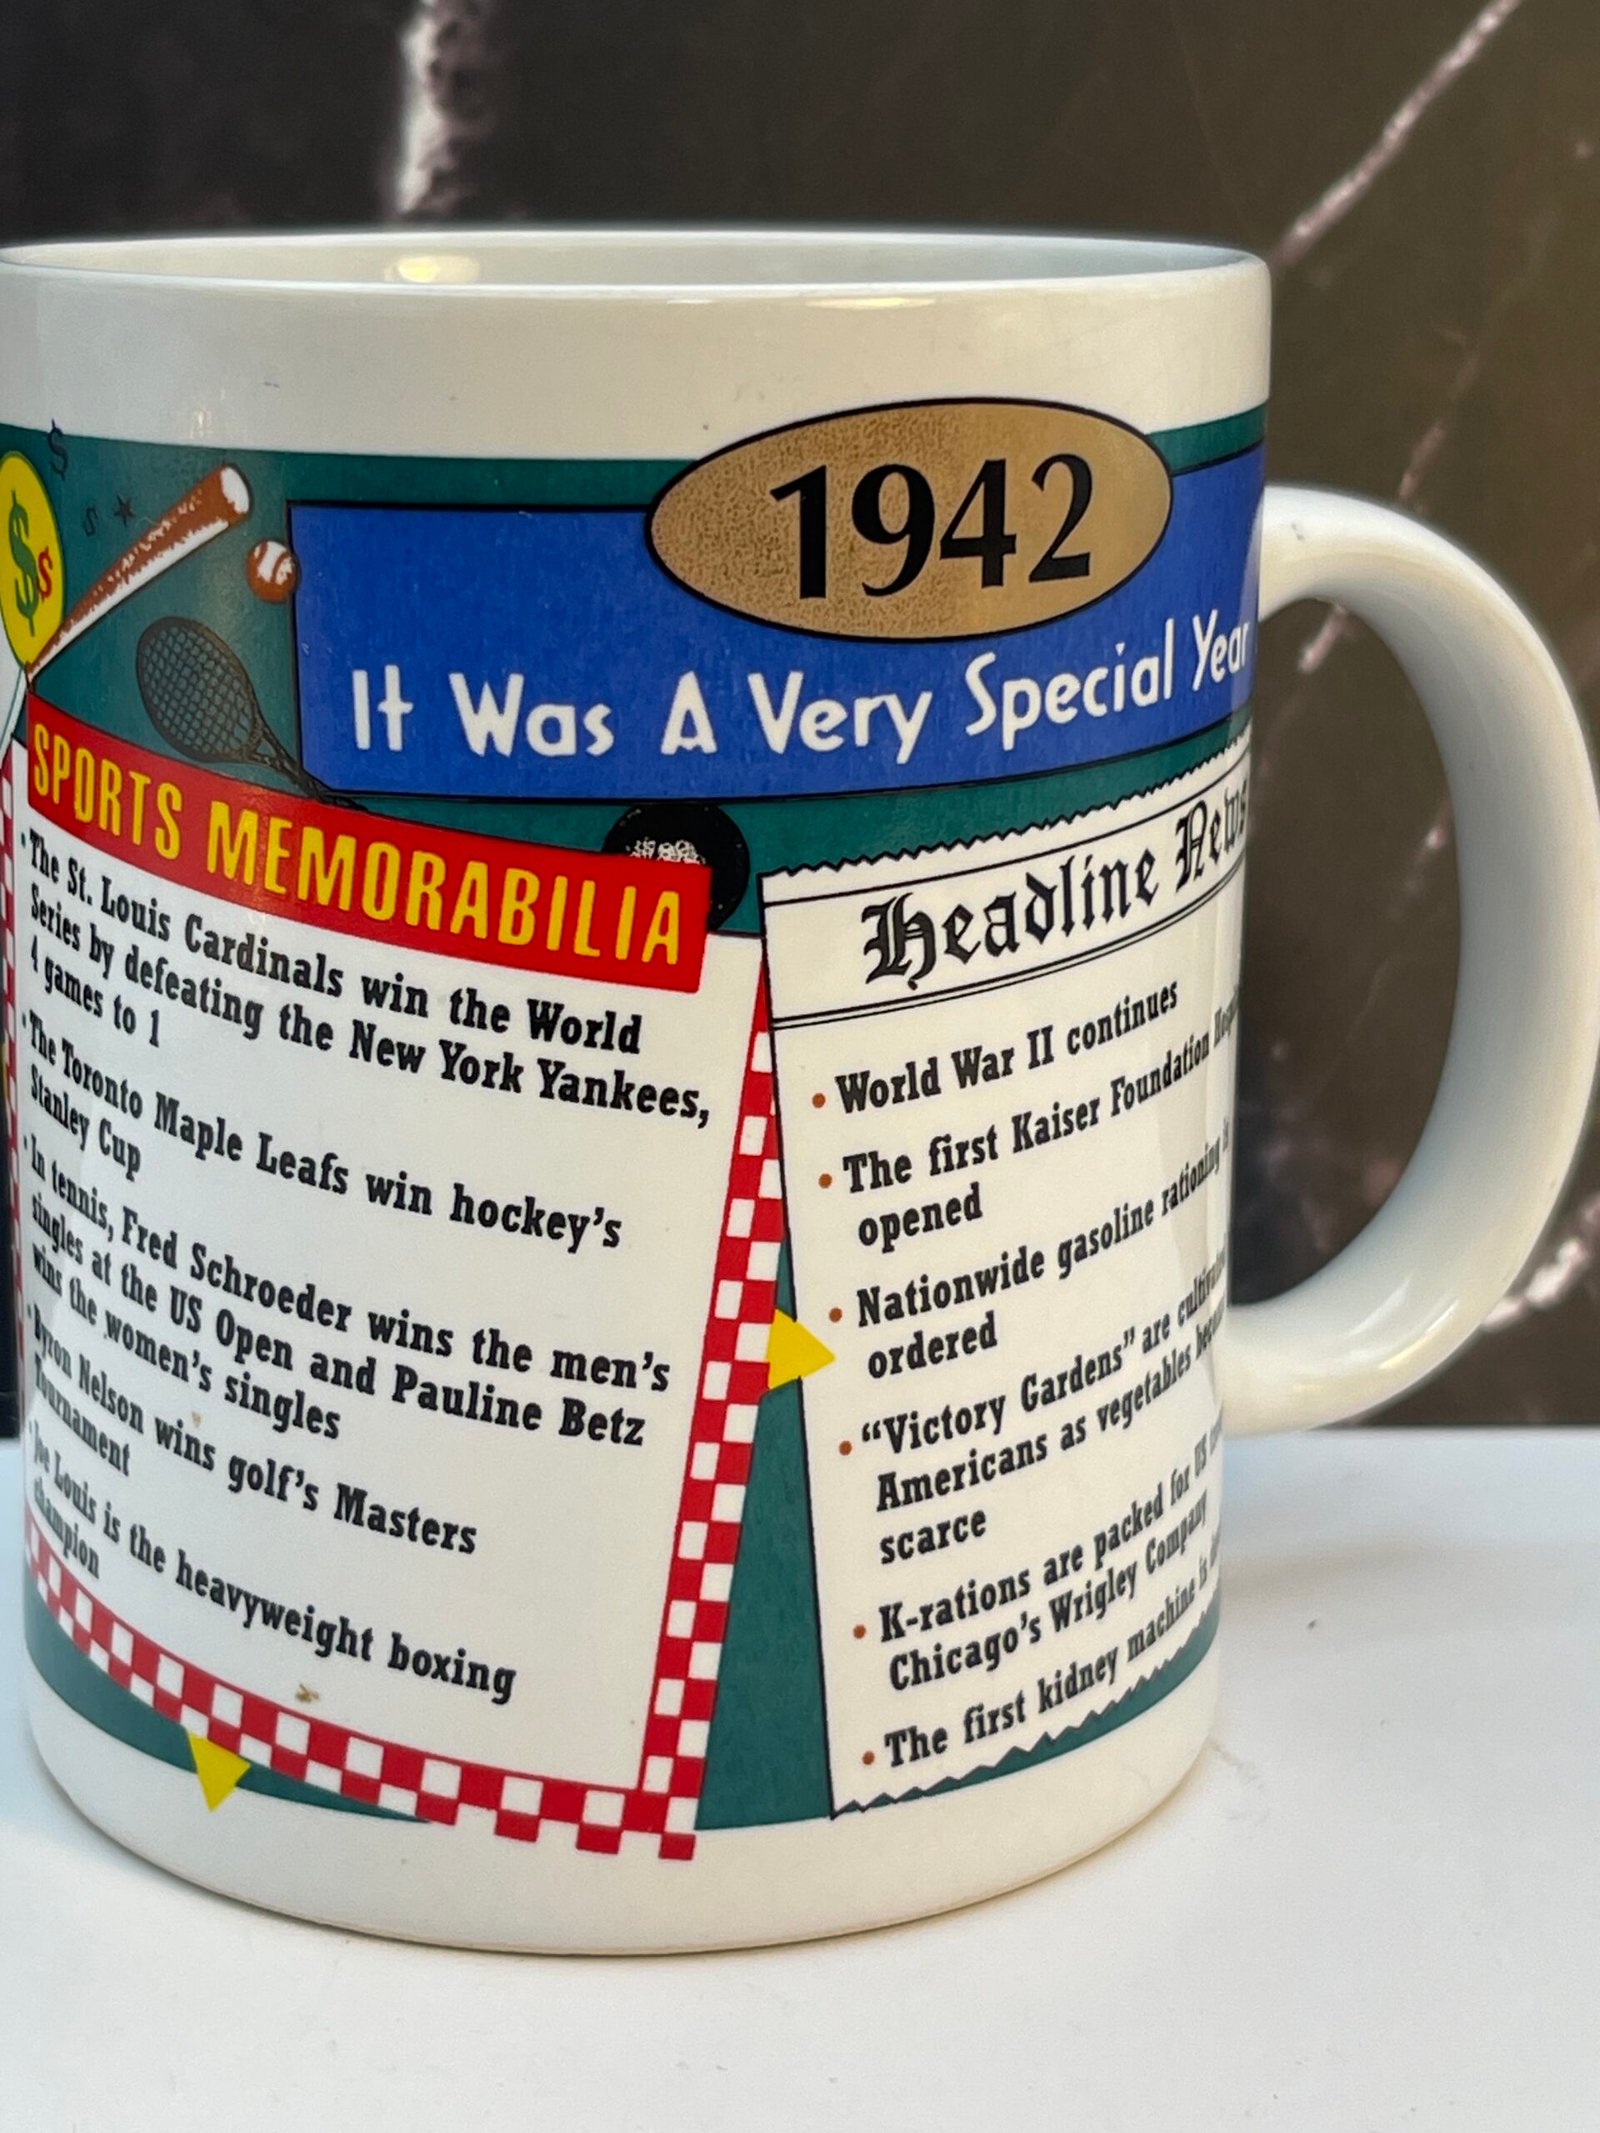 1942
It Was A Very Special Year
$
$
s
s
SPORTS MEMORABILIA
· The St. Louis Cardinals win the World
Series by defeating the New York Yankees,
4 games to 1
· The Toronto Maple Leafs win hockey's
Stanley Cup
· In tennis, Fred Schroeder wins the men's
singles at the US Open and Pauline Betz
wins the women's singles
· Byron Nelson wins golf's Masters
Tournament
· Joe Louis is the heavyweight boxing
champion
Headline News
• World War II continues
• The first Kaiser Foundation
opened
• Nationwide gasoline rationing is
ordered
• “Victory Gardens” are
Americans as vegetables
scarce
• K-rations are packed for US
Chicago's Wrigley Company
• The first kidney machine is